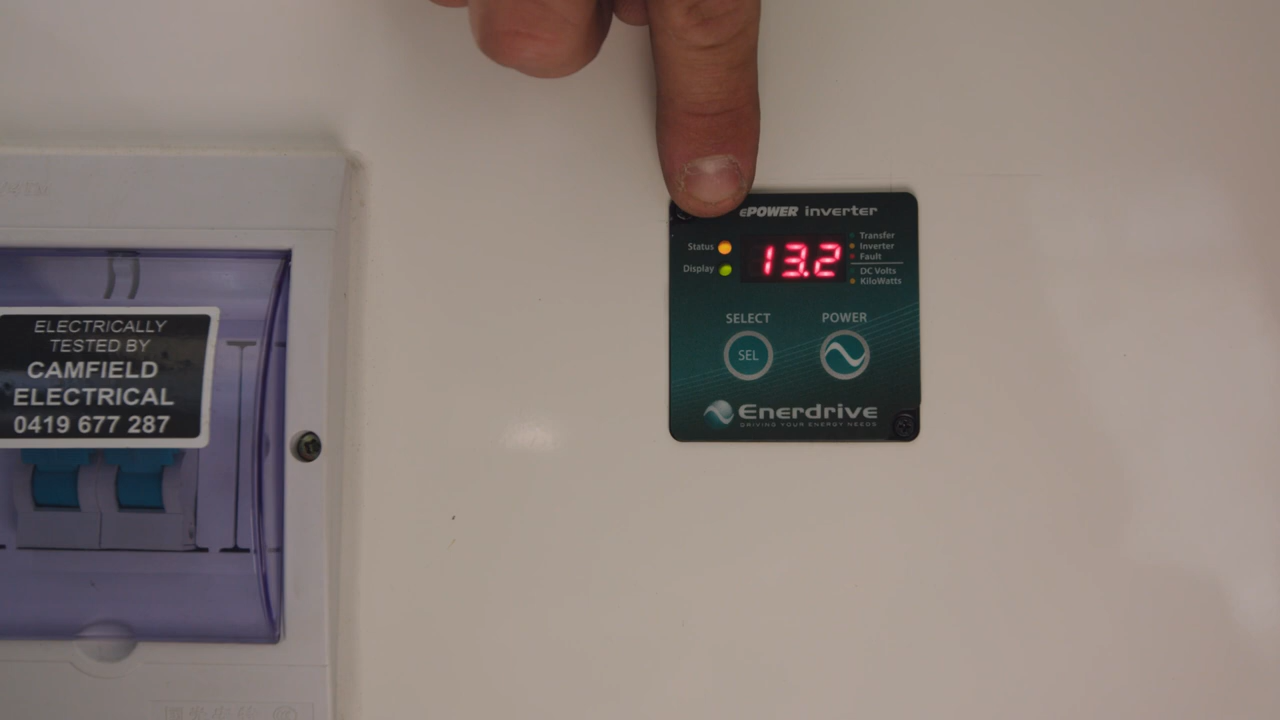 ELECTRICALLY
TESTED BY
CAMFIELD
ELECTRICAL
0419 677 287
ePOWER inverter
Status
Display
13.2
Transfer
Inverter
Fault
DC Volts
KiloWatts
SELECT
POWER
SEL
Enerdrive
DRIVING YOUR ENERGY NEEDS